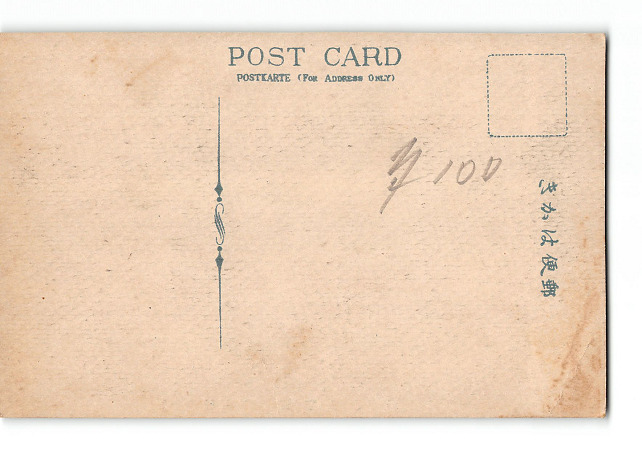 POST CARD
POSTKARTE (FOR ADDRESS ONLY)
¥ 100
郵便はかき